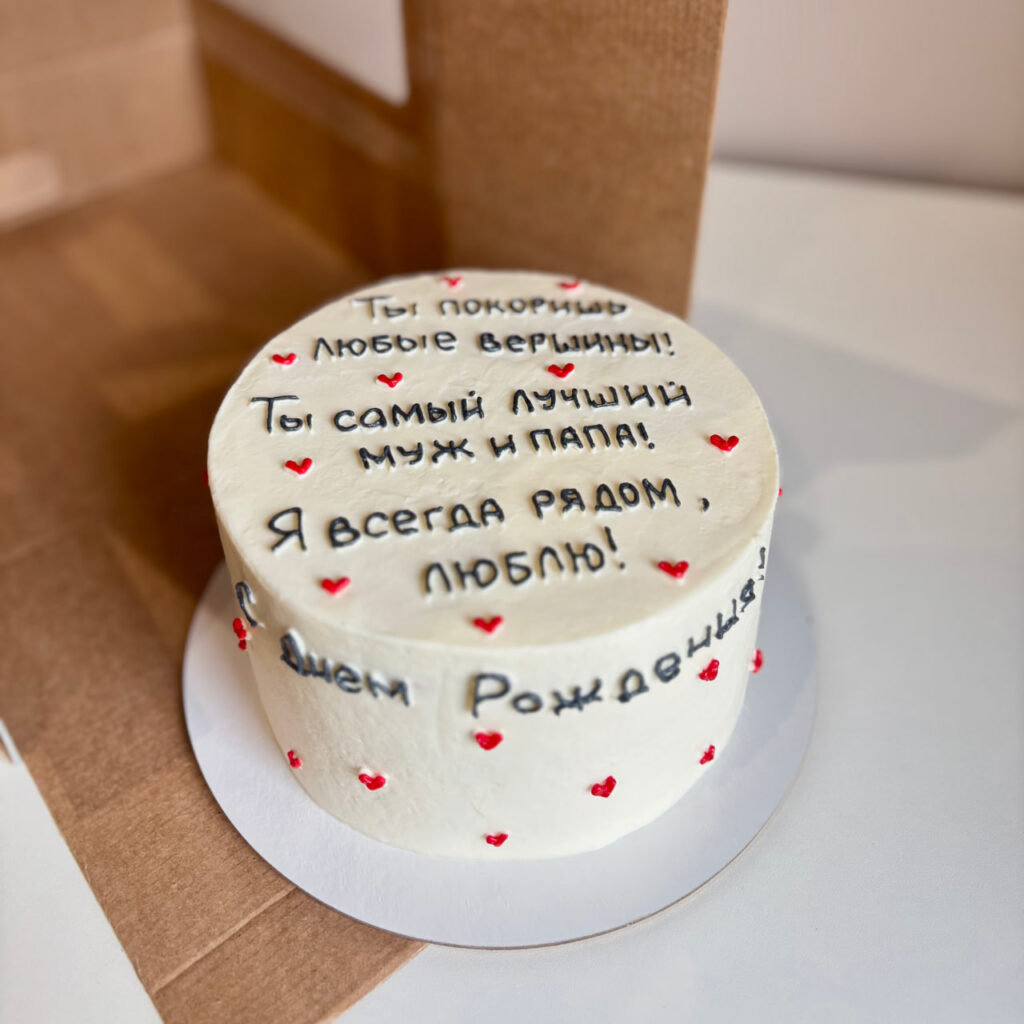 Ты покоришь
любые вершины!
Ты самый лучший
муж и папа!
Я всегда рядом,
люблю!
С Днем Рождения!